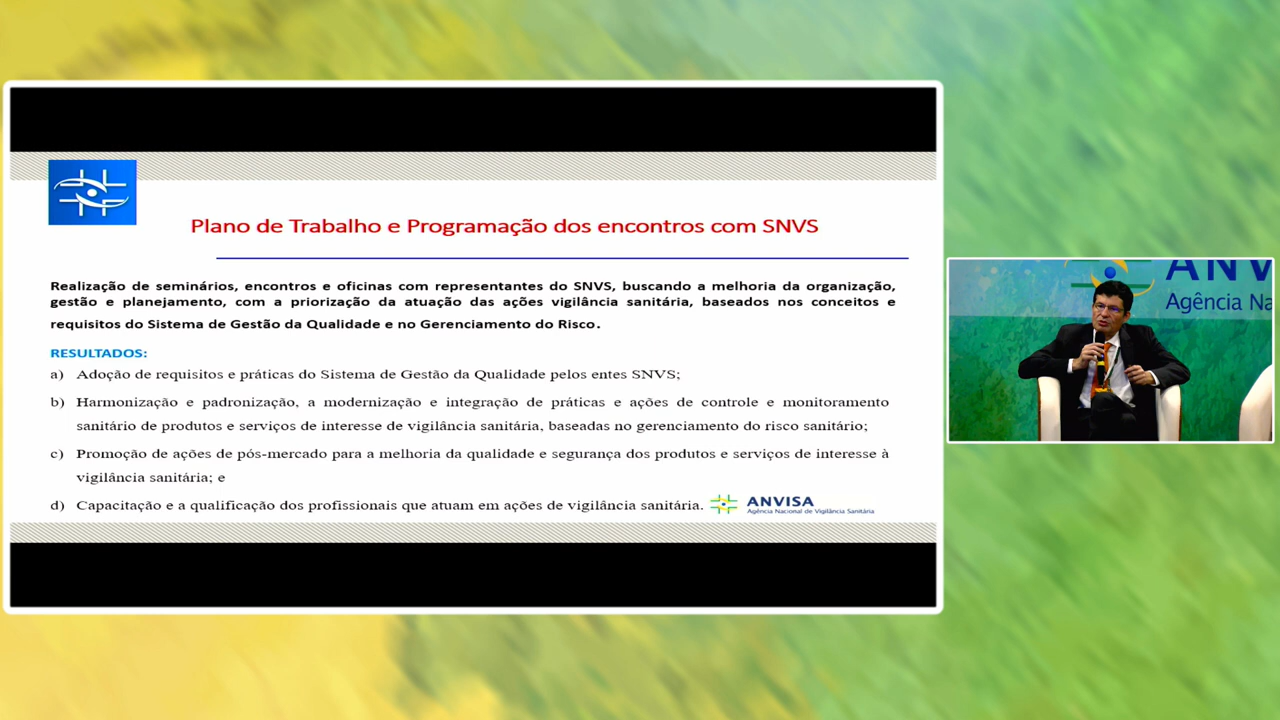 Plano de Trabalho e Programação dos encontros com SNVS
Realização de seminários, encontros e oficinas com representantes do SNVS, buscando a melhoria da organização,
gestão e planejamento, com a priorização da atuação das ações vigilância sanitária, baseados nos conceitos e
requisitos do Sistema de Gestão da Qualidade e no Gerenciamento do Risco.
RESULTADOS:
a) Adoção de requisitos e práticas do Sistema de Gestão da Qualidade pelos entes SNVS;
b) Harmonização e padronização, a modernização e integração de práticas e ações de controle e monitoramento
sanitário de produtos e serviços de interesse de vigilância sanitária, baseadas no gerenciamento do risco sanitário;
c) Promoção de ações de pós-mercado para a melhoria da qualidade e segurança dos produtos e serviços de interesse à
vigilância sanitária; e
d) Capacitação e a qualificação dos profissionais que atuam em ações de vigilância sanitária.
ANVISA
Agência Nacional de Vigilância Sanitária
ANV
Agência Na